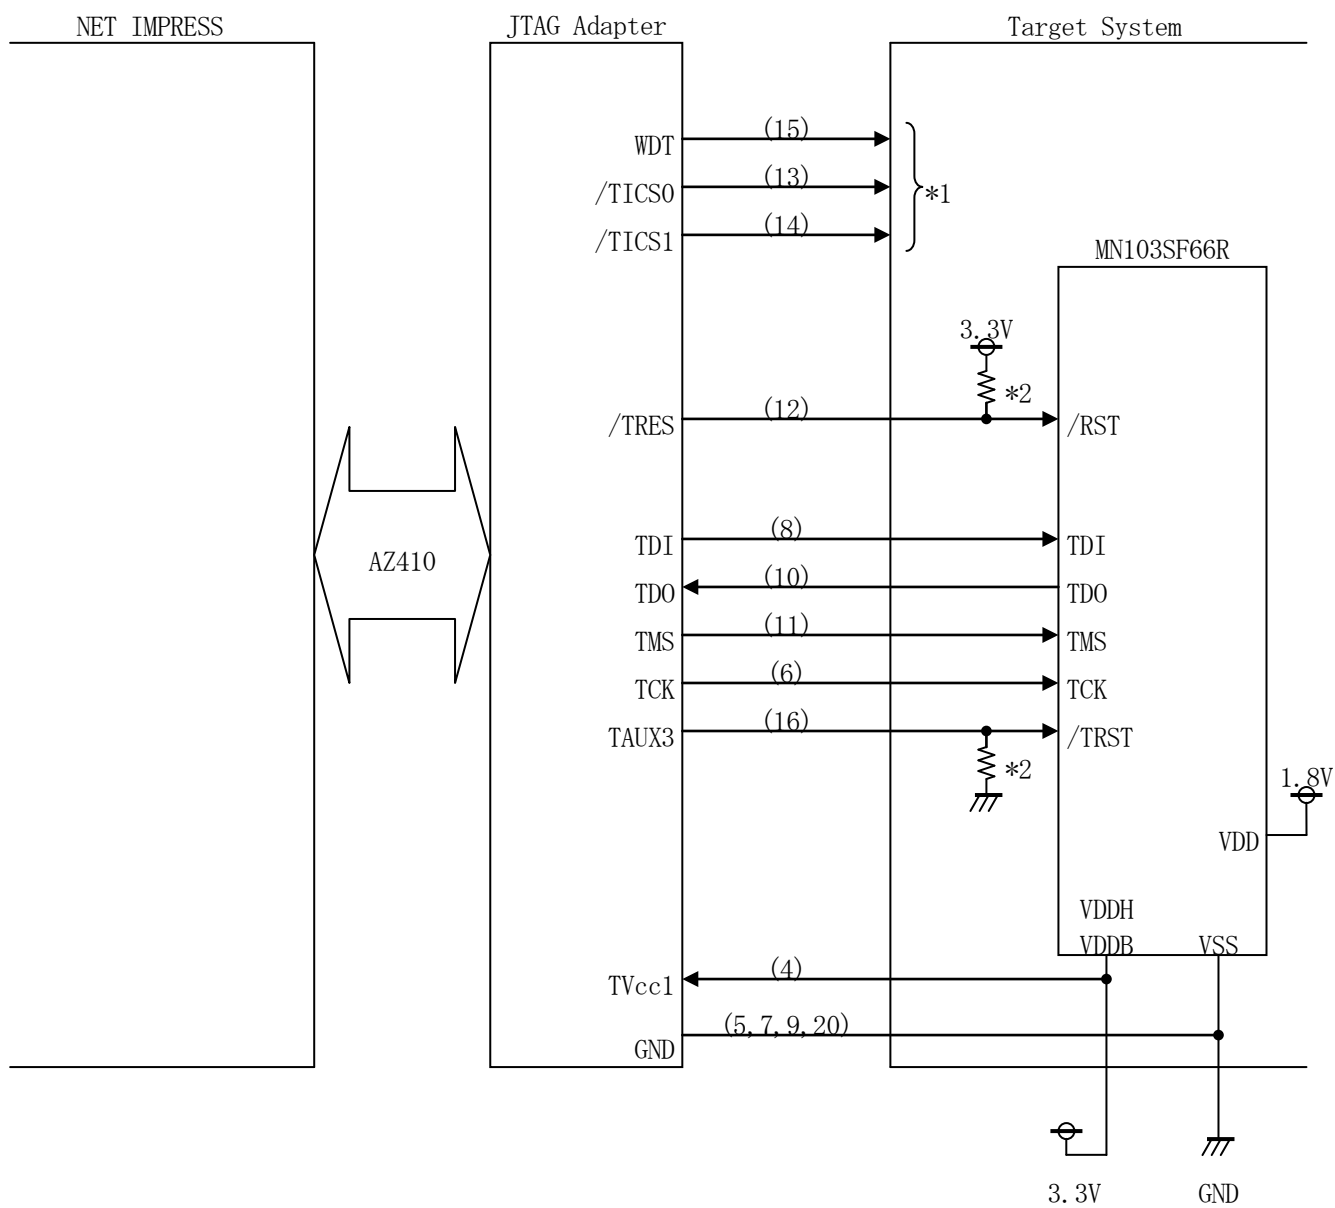 NET IMPRESS
JTAG Adapter
Target System
WDT
(15)
/TICS0
(13)
*1
/TICS1
(14)
MN103SF66R
3.3V
*2
/TRES
(12)
/RST
AZ410
TDI
(8)
TDI
TDO
(10)
TDO
TMS
(11)
TMS
TCK
(6)
TCK
TAUX3
(16)
/TRST
*2
1.8V
VDD
VDDH
VDDB
VSS
TVcc1
(4)
GND
(5,7,9,20)
3.3V
GND